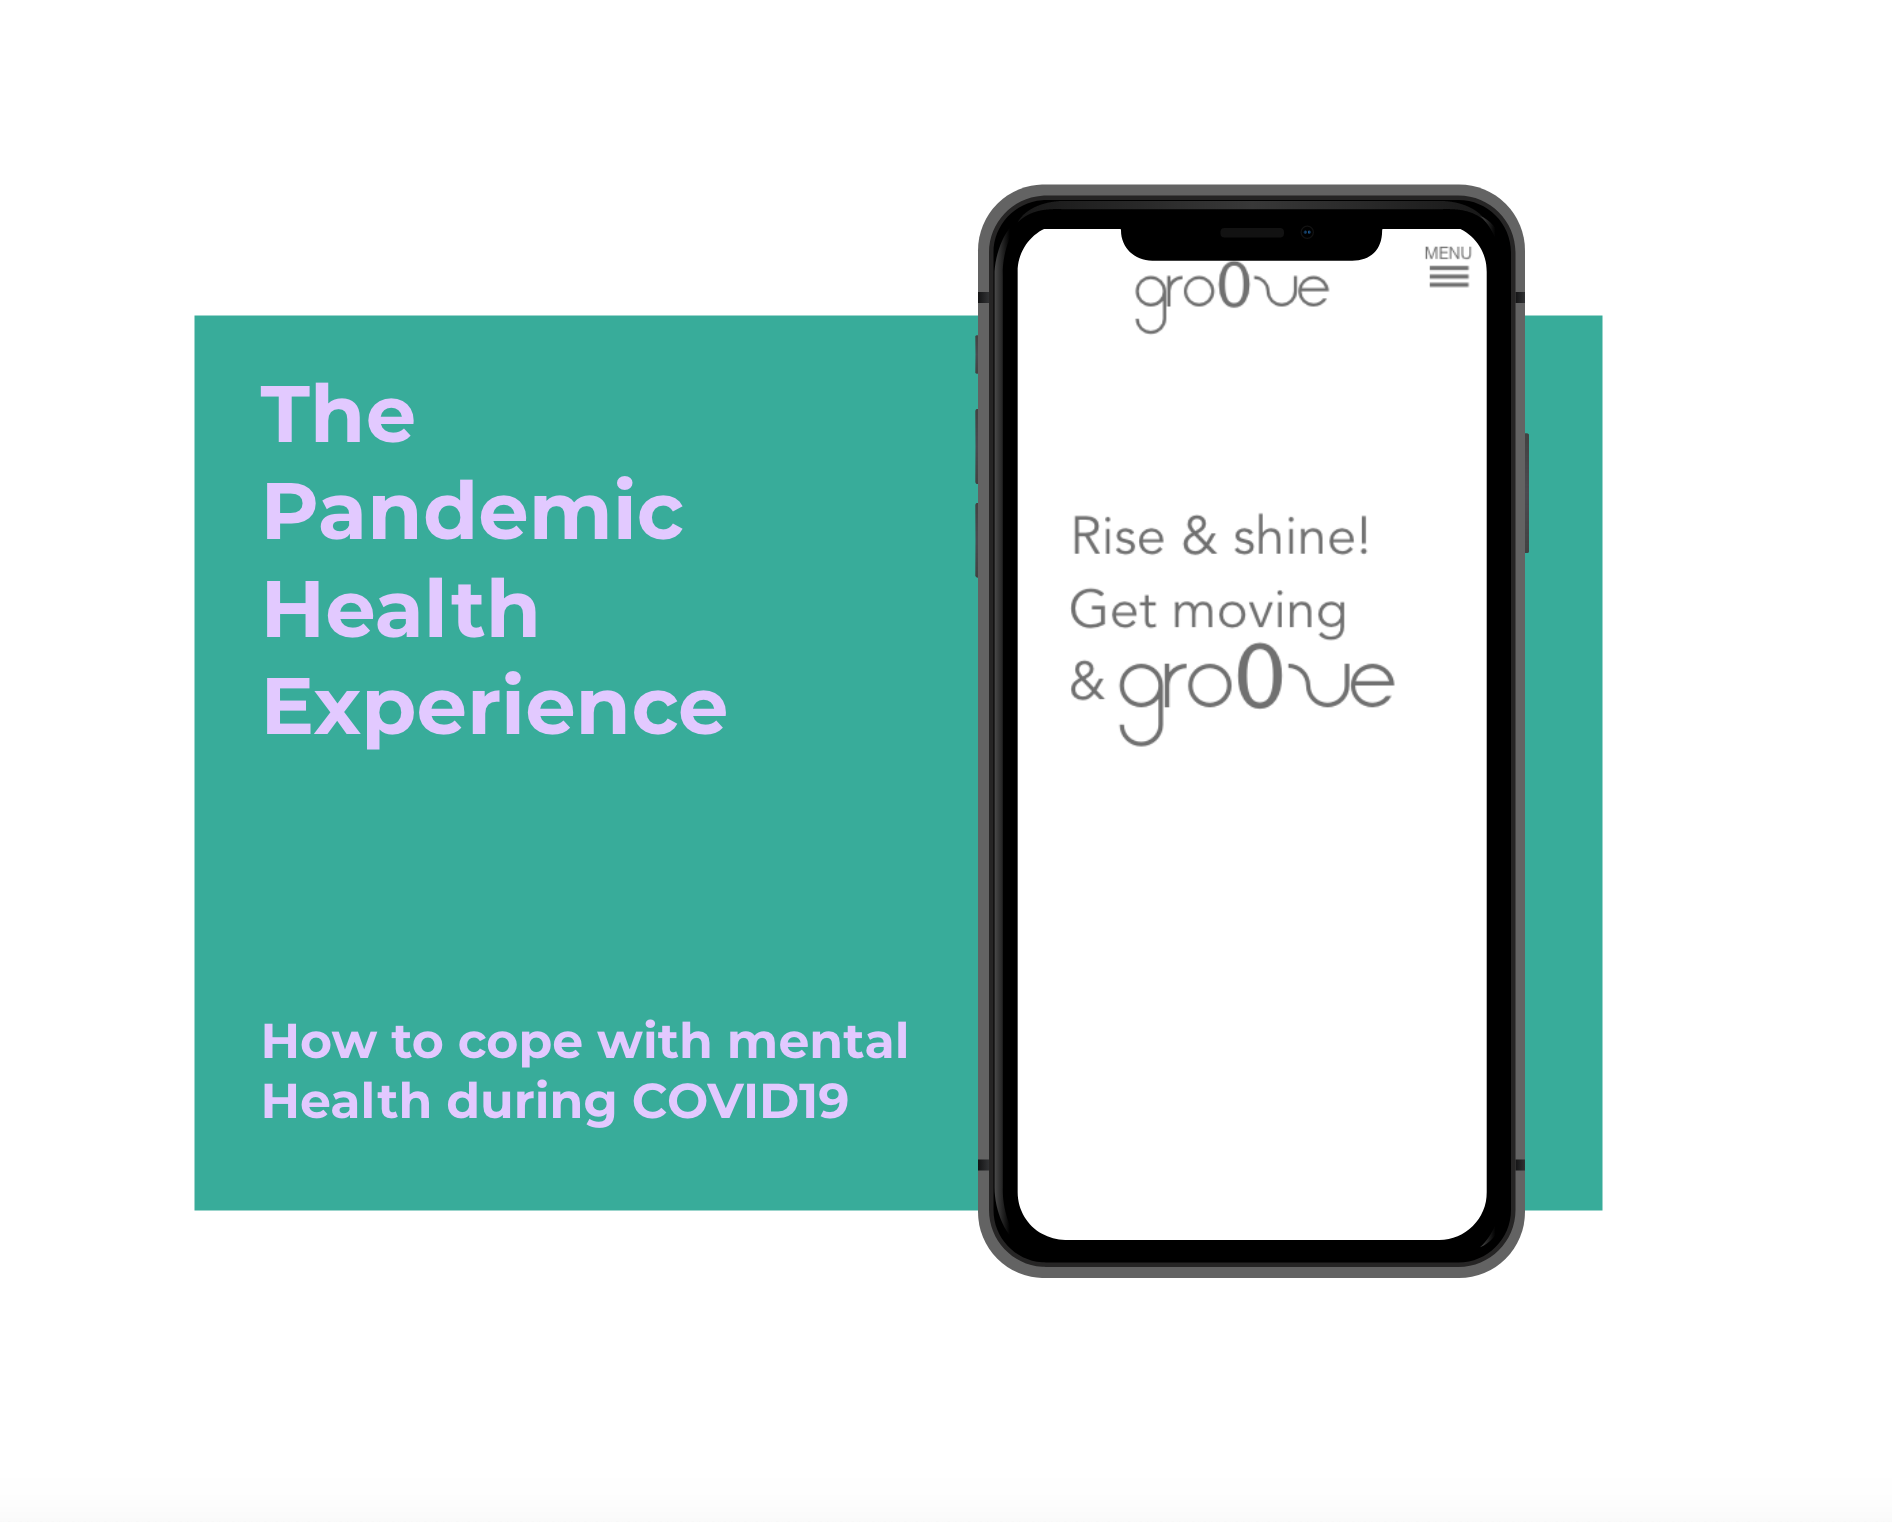 The
Pandemic
Health
Experience
How to cope with mental
Health during COVID19
MENU
groove
Rise & shine!
Get moving
& groove